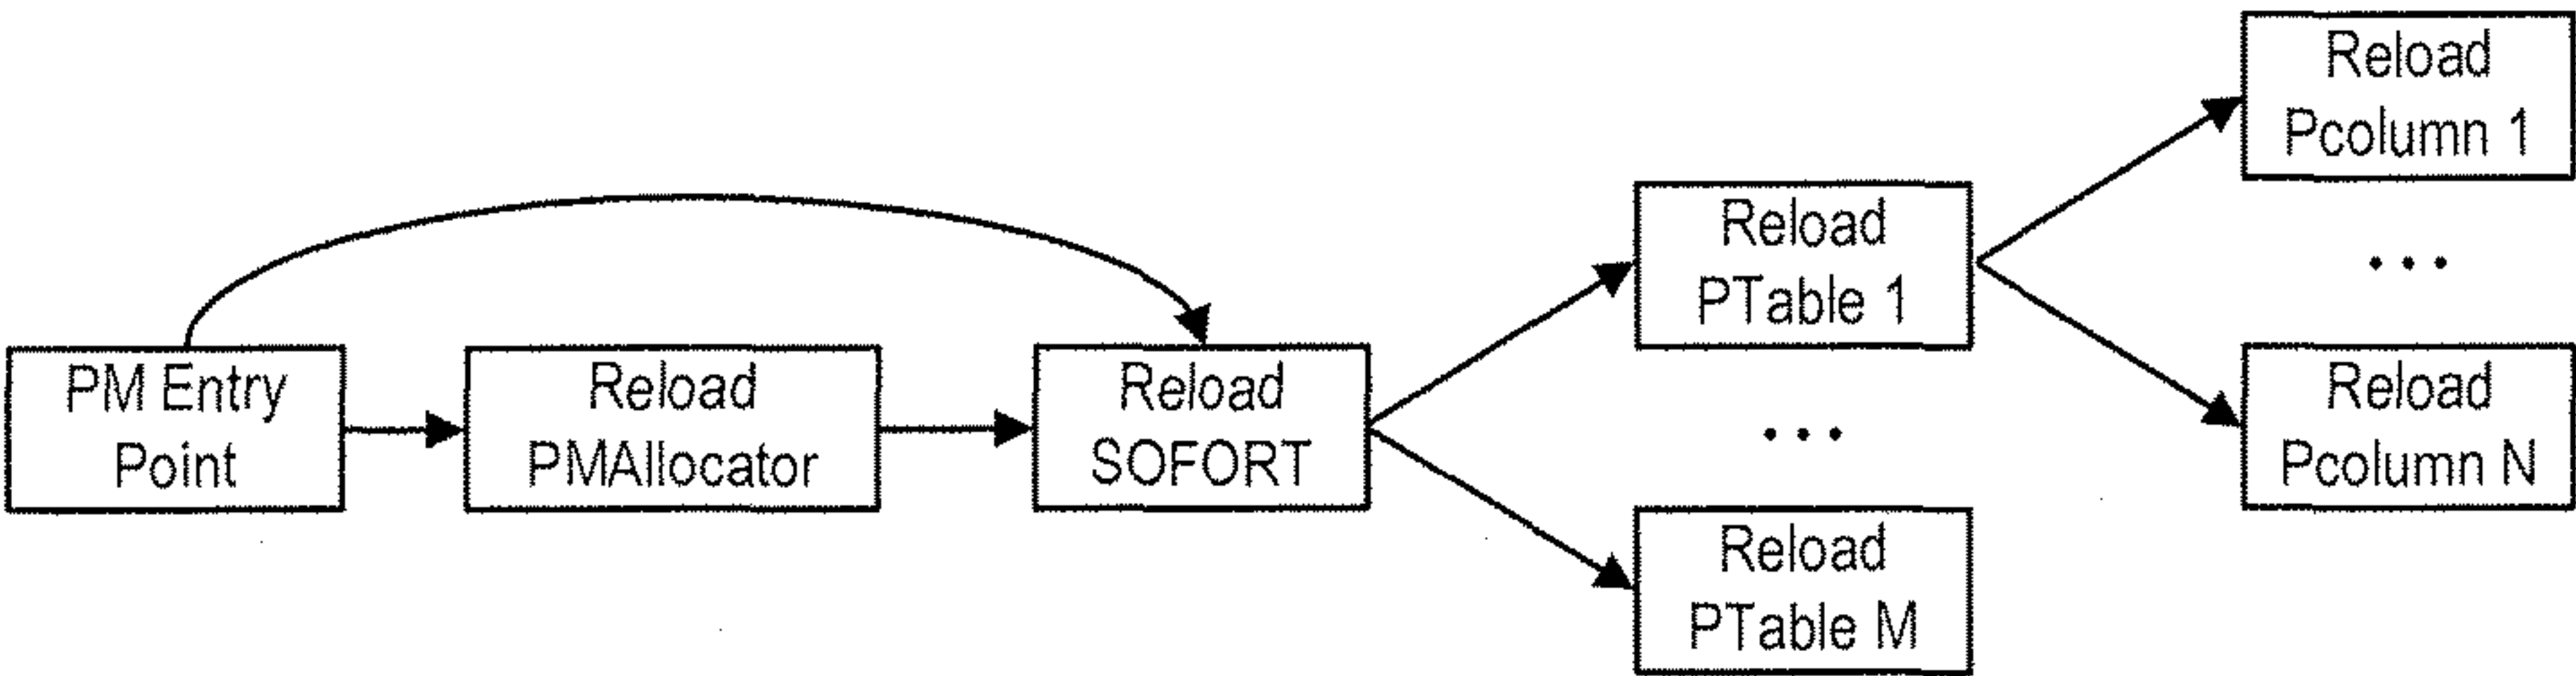 PM Entry
Point
Reload
PMAllocator
Reload
SOFORT
Reload
PTable 1
...
Reload
PTable M
Reload
Pcolumn 1
...
Reload
Pcolumn N